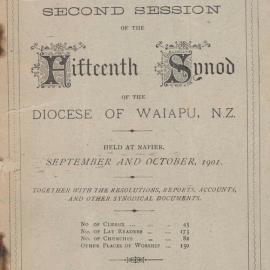 SECOND SESSION
OF THE
Fifteenth Synod
OF THE
DIOCESE OF WAIAPU, N.Z.
HELD AT NAPIER,
SEPTEMBER AND OCTOBER, 1901.
TOGETHER WITH THE RESOLUTIONS, REPORTS, ACCOUNTS,
AND OTHER SYNODICAL DOCUMENTS.
No. of Clergy ... ... 45
No. of Lay Readers ... 173
No. of Churches ... 82
Other Places of Worship ... 150